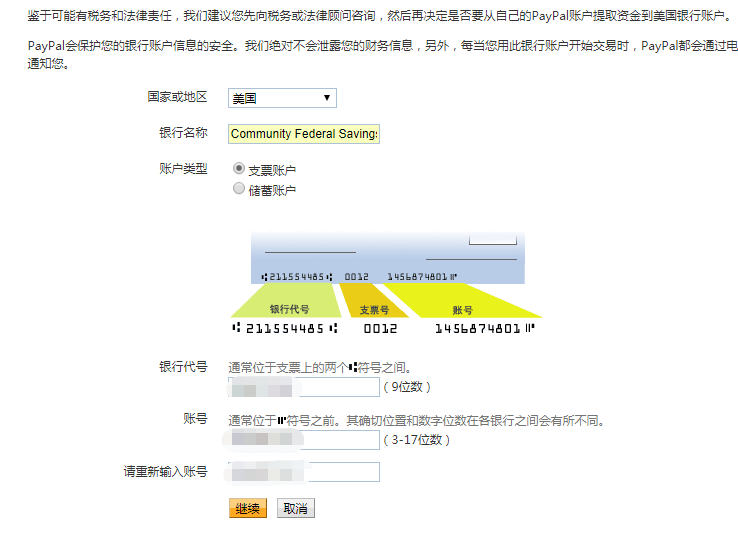 鉴于可能有税务和法律责任，我们建议您先向税务或法律顾问咨询，然后再决定是否要从自己的PayPal账户提取资金到美国银行账户。
PayPal会保护您的银行账户信息的安全。我们绝对不会泄露您的财务信息，另外，每当您用此银行账户开始交易时，PayPal都会通过电
通知您。
国家或地区 美国
银行名称 Community Federal Savings
账户类型 支票账户
储蓄账户
⑆211554485⑆ 0012 1456874801⑈
银行代号 支票号 账号
⑆211554485⑆ 0012 1456874801⑈
银行代号 通常位于支票上的两个⑆符号之间。
（9位数）
账号 通常位于⑈符号之前。其确切位置和数字位数在各银行之间会有所不同。
（3-17位数）
请重新输入账号
继续 取消